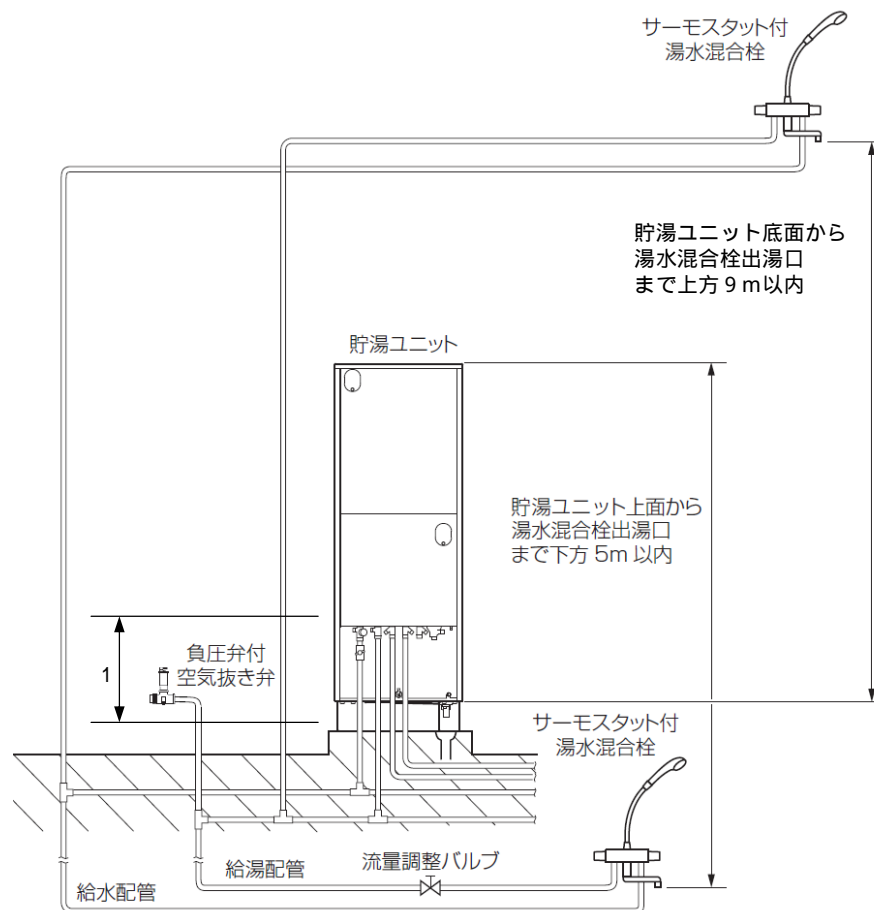 サーモスタット付
湯水混合栓
貯湯ユニット底面から
湯水混合栓出湯口
まで上方9m以内
貯湯ユニット
貯湯ユニット上面から
湯水混合栓出湯口
まで下方5m以内
負圧弁付
空気抜き弁
1
サーモスタット付
湯水混合栓
給湯配管
流量調整バルブ
給水配管